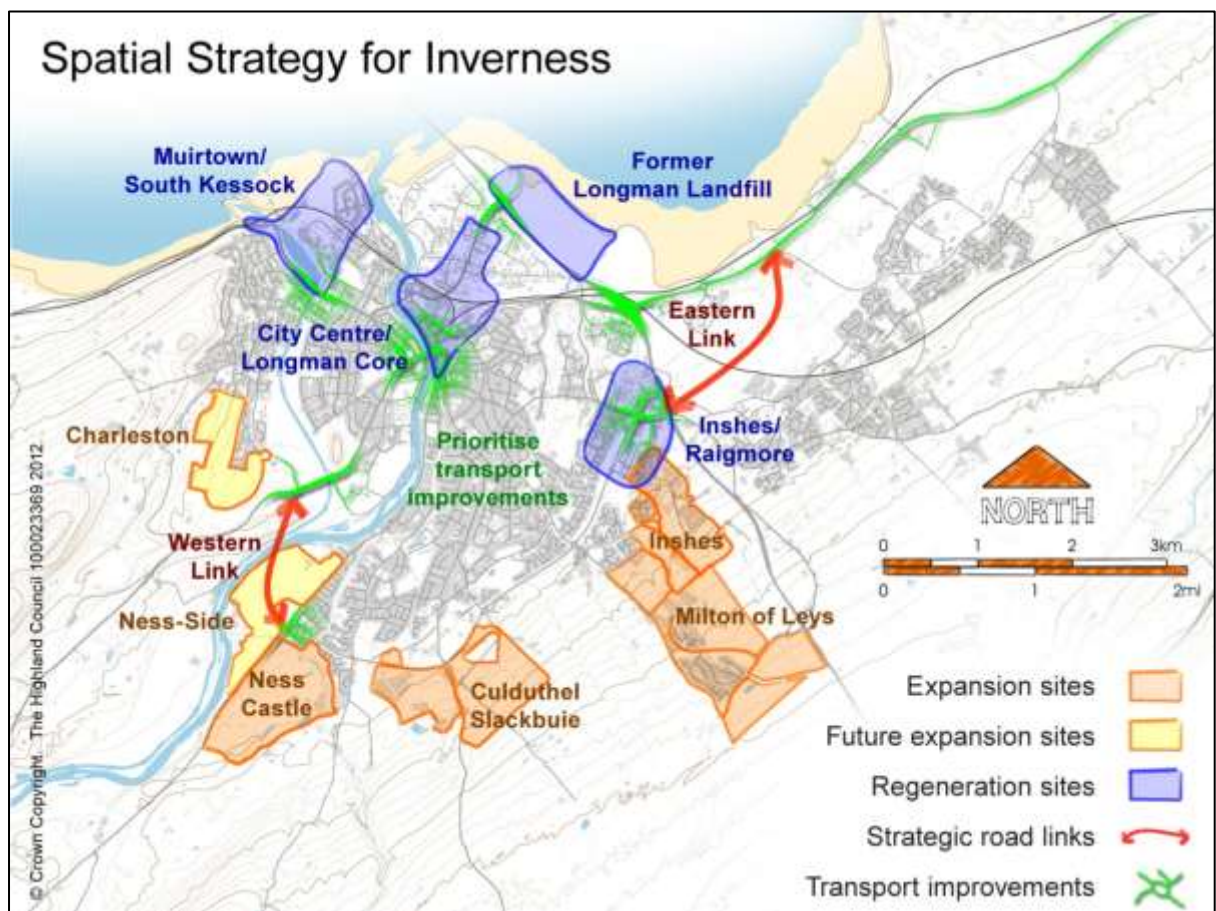 Spatial Strategy for Inverness
Muirtown/
South Kessock
Former
Longman Landfill
City Centre/
Longman Core
Eastern
Link
Charleston
Prioritise
transport
improvements
Inshes/
Raigmore
NORTH
Western
Link
Inshes
0 1 2 3km
0 1 2ml
Ness-Side
Milton of Leys
Ness
Castle
Culduthel
Slackbuie
Expansion sites
Future expansion sites
Regeneration sites
Strategic road links
Transport improvements
© Crown Copyright. The Highland Council 100023369 2012